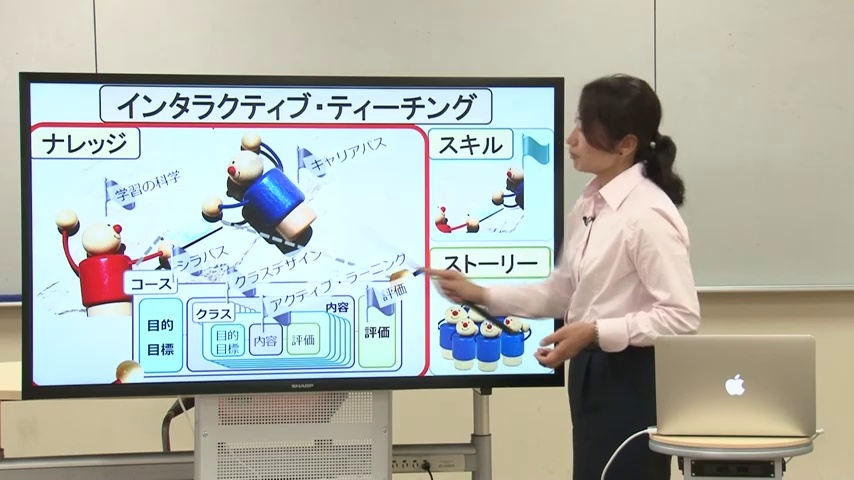 インタラクティブ・ティーチング
ナレッジ
学習の科学
キャリアパス
シラバス
クラスデザイン
アクティブ・ラーニング
評価
コース
目的
目標
クラス
内容
目的
目標
内容
評価
評価
スキル
ストーリー
SHARP